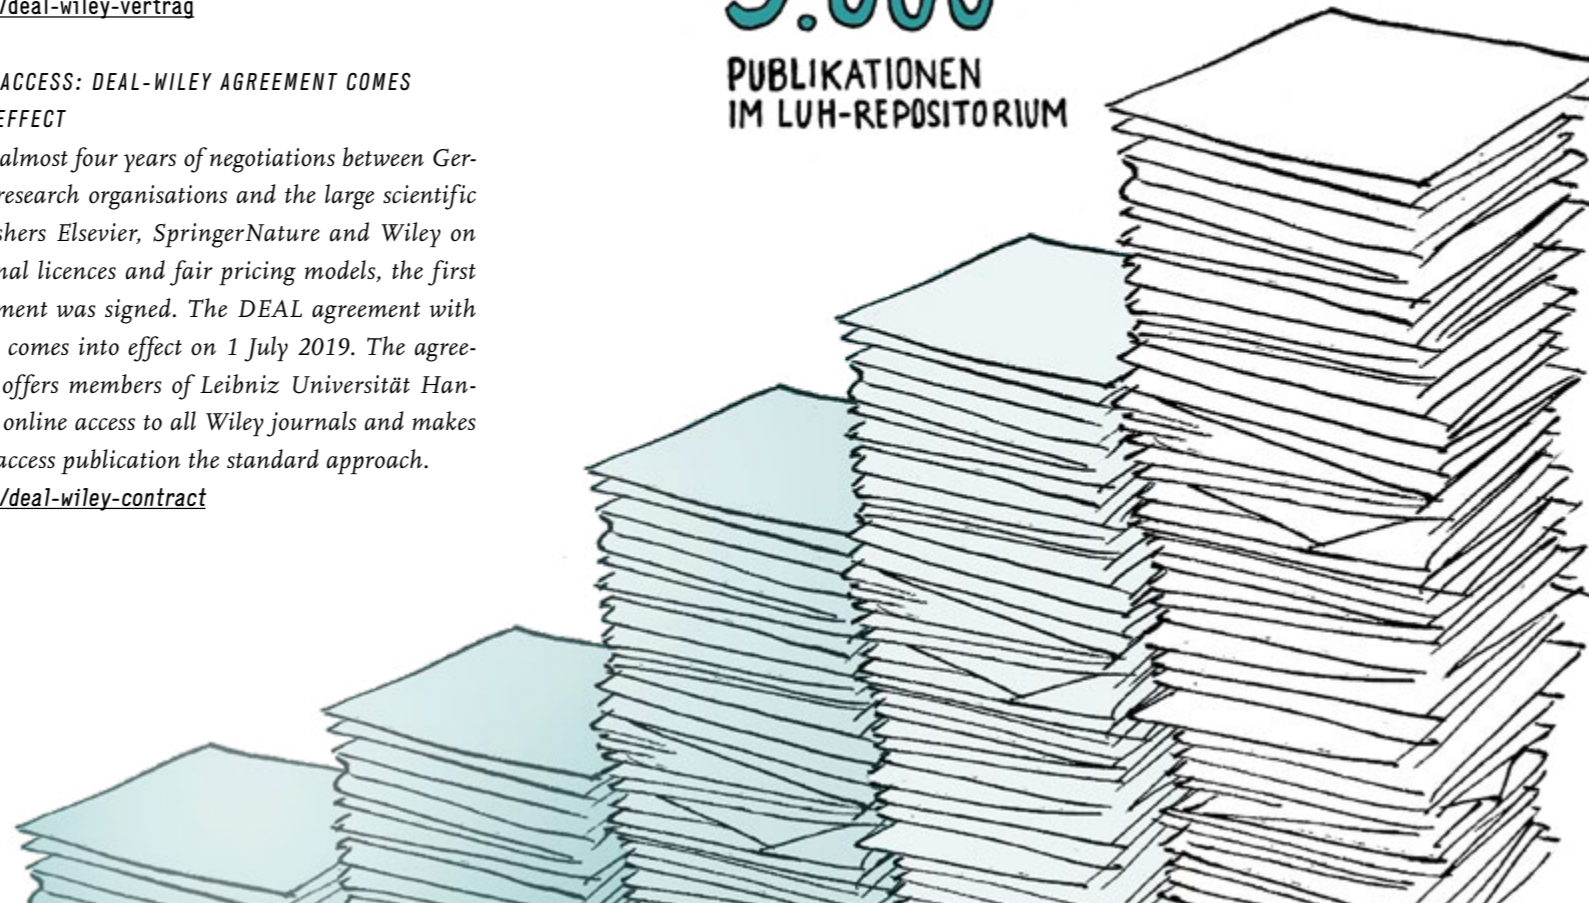 /deal-wiley-vertrag
ACCESS: DEAL-WILEY AGREEMENT COMES
EFFECT
almost four years of negotiations between Ger-
research organisations and the large scientific
shers Elsevier, SpringerNature and Wiley on
nal licences and fair pricing models, the first
ment was signed. The DEAL agreement with
comes into effect on 1 July 2019. The agree-
offers members of Leibniz Universität Han-
online access to all Wiley journals and makes
access publication the standard approach.
/deal-wiley-contract
.000
PUBLIKATIONEN
IM LUH-REPOSITORIUM